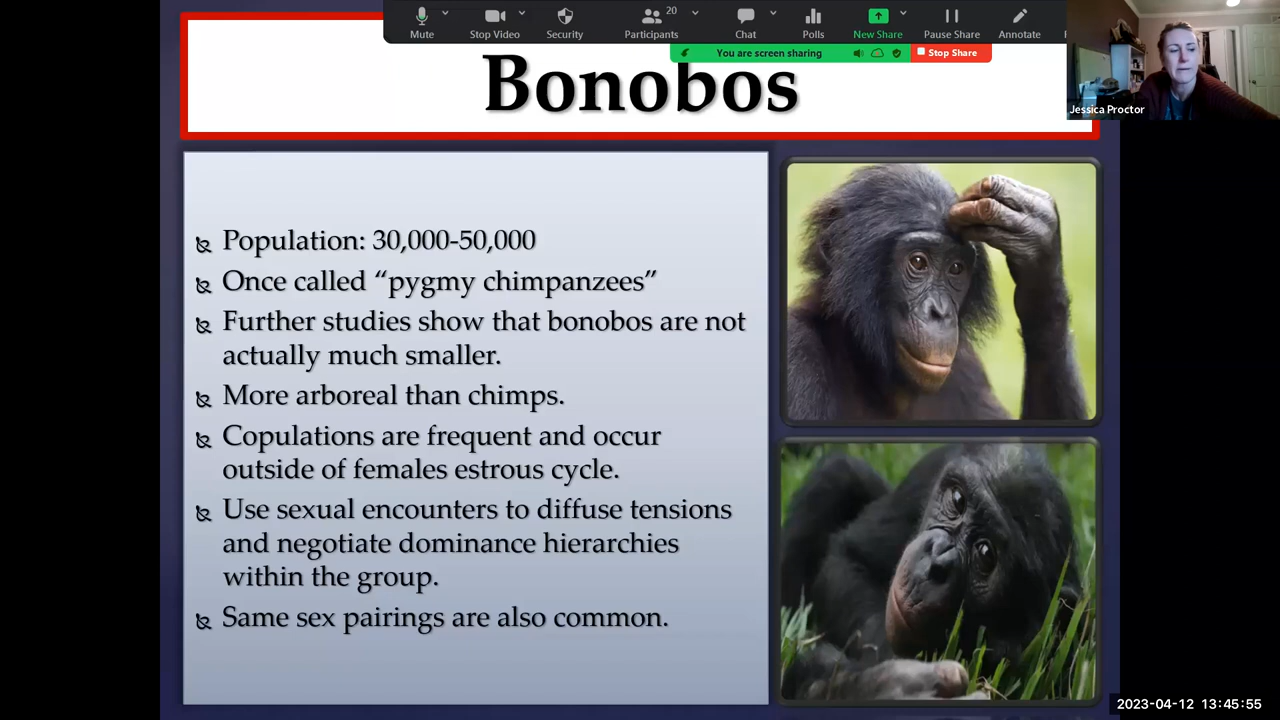 20
Mute
Stop Video
Security
Participants
Chat
Polls
New Share
Pause Share
Annotate
You are screen sharing
Stop Share
Jessica Proctor
Bonobos
Population: 30,000-50,000
Once called “pygmy chimpanzees”
Further studies show that bonobos are not
actually much smaller.
More arboreal than chimps.
Copulations are frequent and occur
outside of females estrous cycle.
Use sexual encounters to diffuse tensions
and negotiate dominance hierarchies
within the group.
Same sex pairings are also common.
2023-04-12 13:45:55